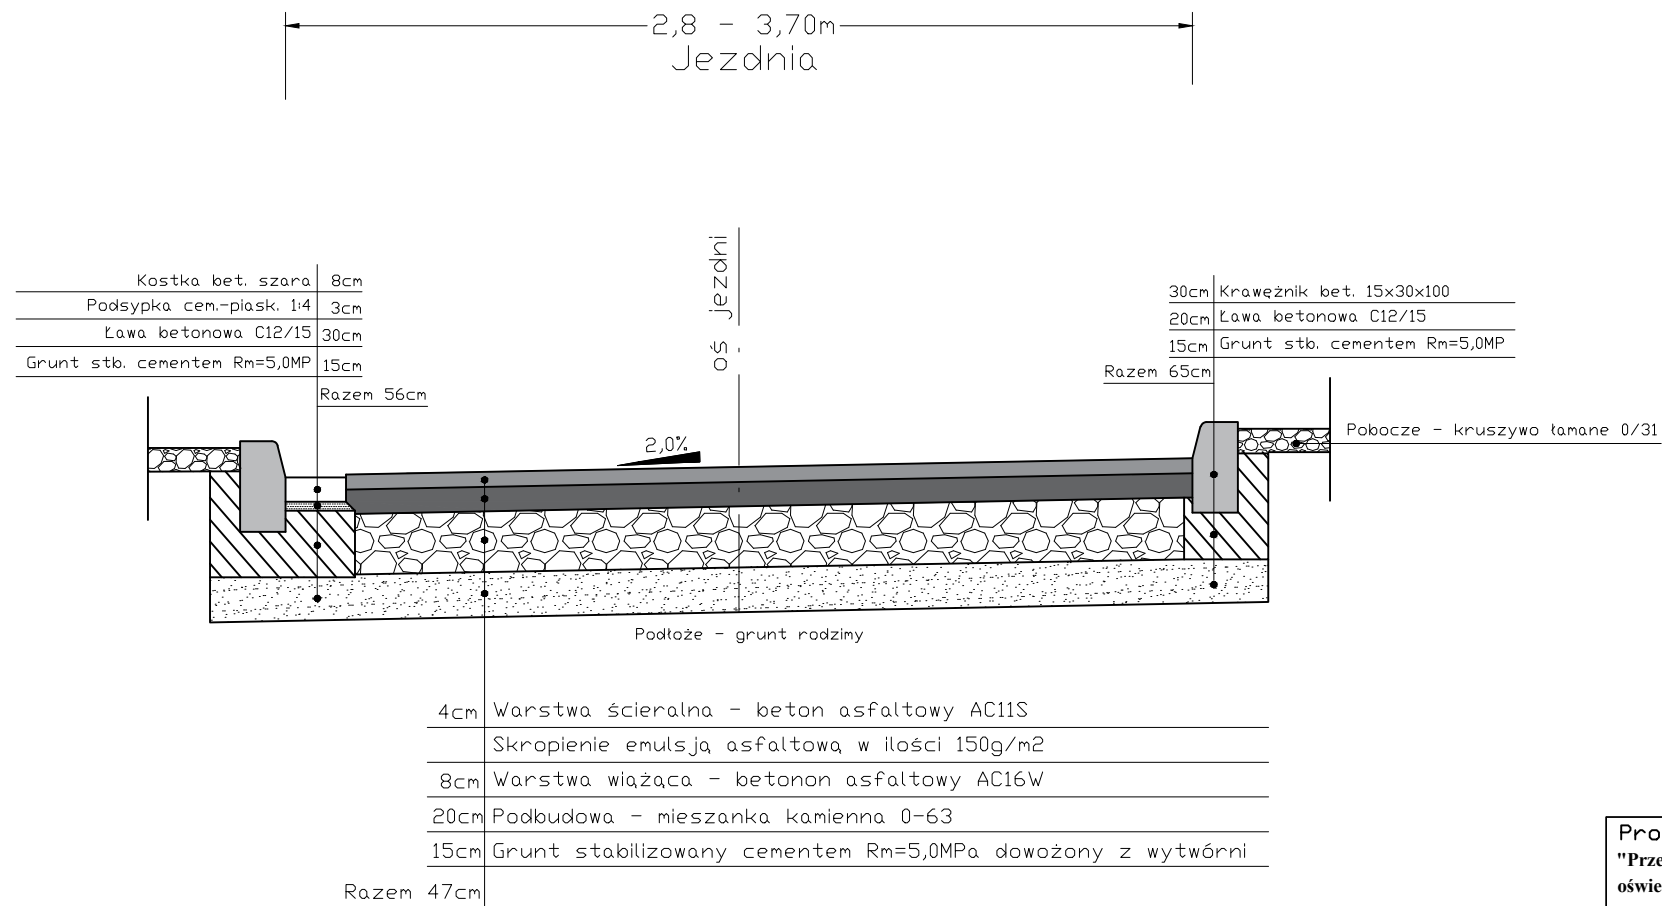 2,8 - 3,70m
Jezdnia
oś jezdni
Kostka bet. szara 8cm
Podsypka cem.-piask. 1:4 3cm
Ława betonowa C12/15 30cm
Grunt stb. cementem Rm=5,0MP 15cm
Razem 56cm
30cm Krawężnik bet. 15x30x100
20cm Ława betonowa C12/15
15cm Grunt stb. cementem Rm=5,0MP
Razem 65cm
2,0%
Pobocze - kruszywo łamane 0/31
Podłoże - grunt rodzimy
4cm Warstwa ścieralna - beton asfaltowy AC11S
Skropienie emulsją asfaltową w ilości 150g/m2
8cm Warstwa wiążąca - betonon asfaltowy AC16W
20cm Podbudowa - mieszanka kamienna 0-63
15cm Grunt stabilizowany cementem Rm=5,0MPa dowożony z wytwórni
Razem 47cm
Pro
"Prze
oświe